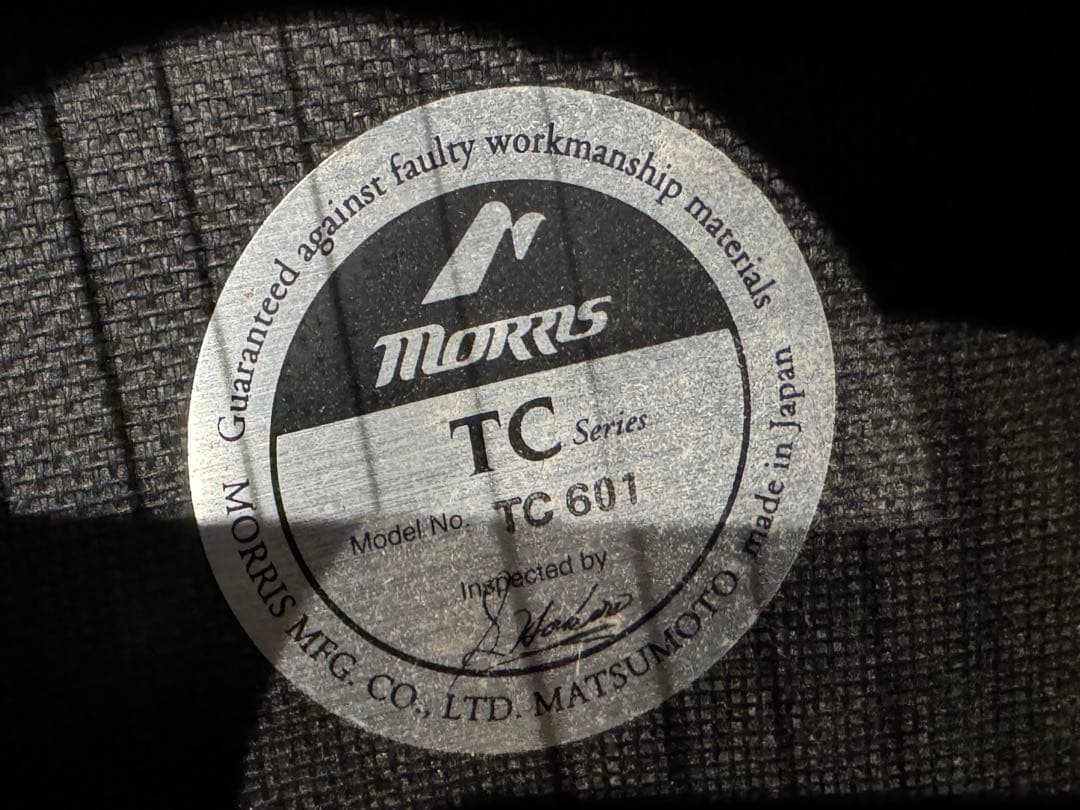 Guaranteed against faulty workmanship materials
MORRIS
TC Series
Model No. TC 601
Inspected by
MORRIS MFG. CO., LTD. MATSUMOTO made in Japan